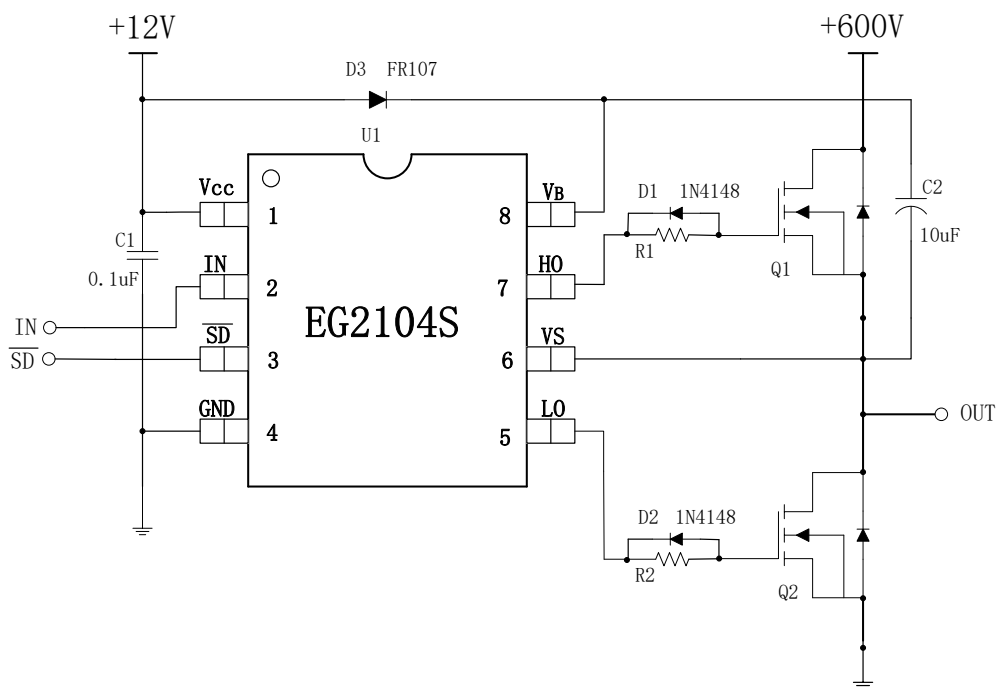 +12V
+600V
D3 FR107
U1
Vcc
1
VB
8
D1 1N4148
C2
10uF
R1
Q1
C1
0.1uF
IN
2
HO
7
EG2104S
IN
SD
3
VS
6
SD
GND
4
LO
5
OUT
D2 1N4148
R2
Q2